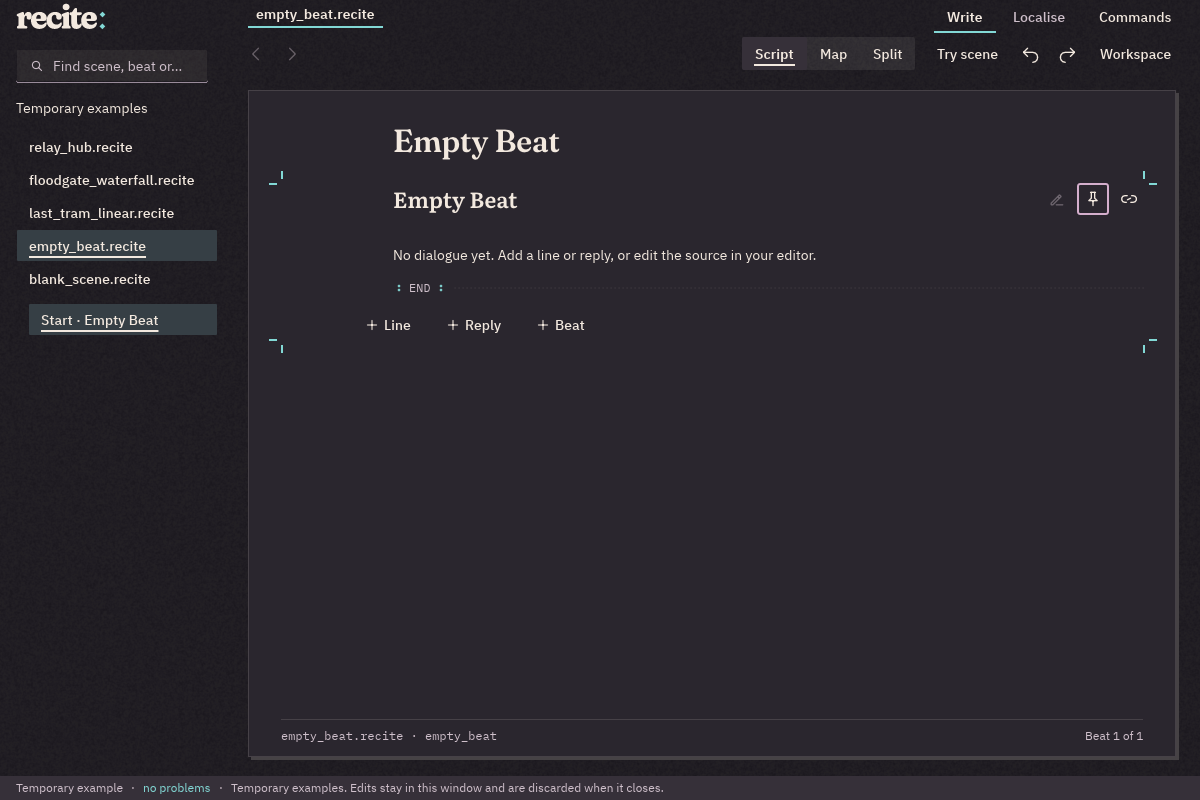 recite:
empty_beat.recite
Write
Localise
Commands
Find scene, beat or...
Script
Map
Split
Try scene
Workspace
Temporary examples
relay_hub.recite
floodgate_waterfall.recite
last_tram_linear.recite
empty_beat.recite
blank_scene.recite
Start · Empty Beat
Empty Beat
Empty Beat
No dialogue yet. Add a line or reply, or edit the source in your editor.
: END :
+ Line
+ Reply
+ Beat
empty_beat.recite · empty_beat
Beat 1 of 1
Temporary example · no problems · Temporary examples. Edits stay in this window and are discarded when it closes.